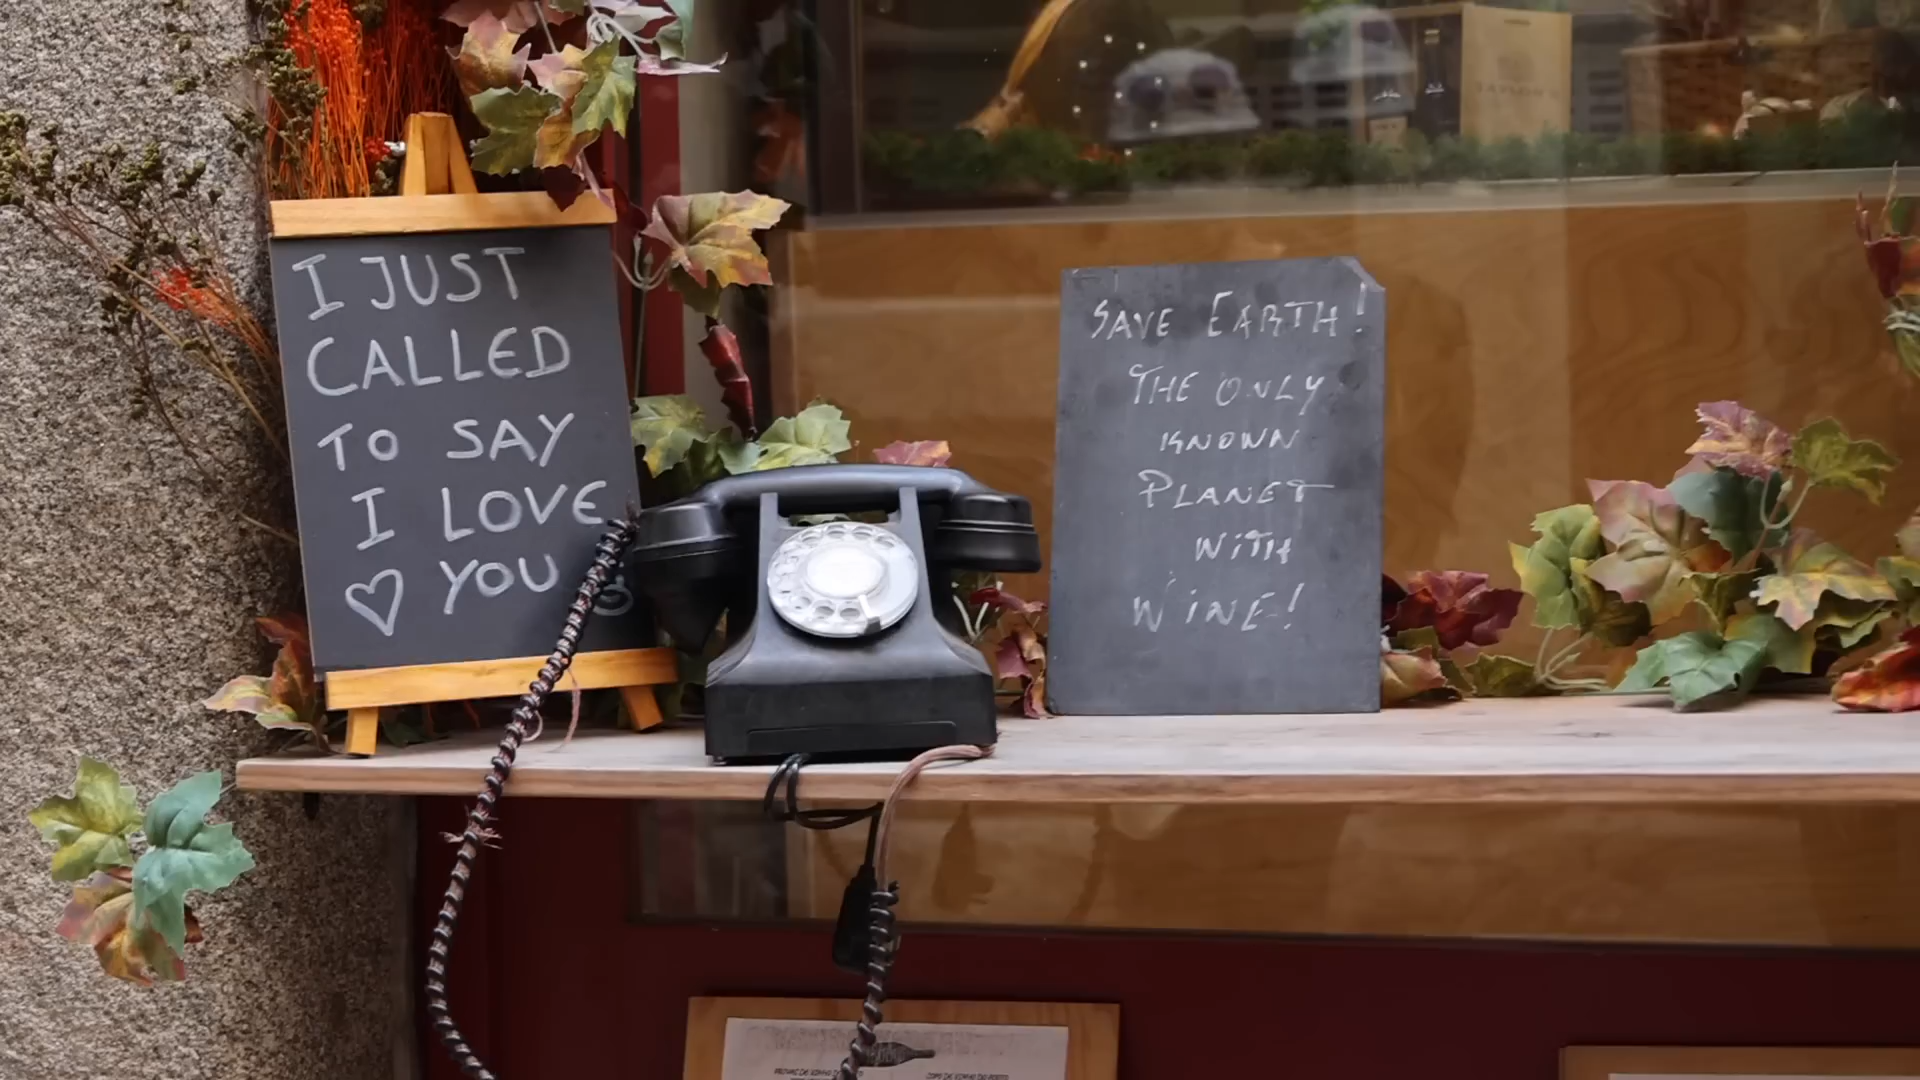 I JUST
CALLED
TO SAY
I LOVE
♡ YOU
SAVE EARTH!
THE ONLY
KNOWN
PLANET
WITH
WINE!